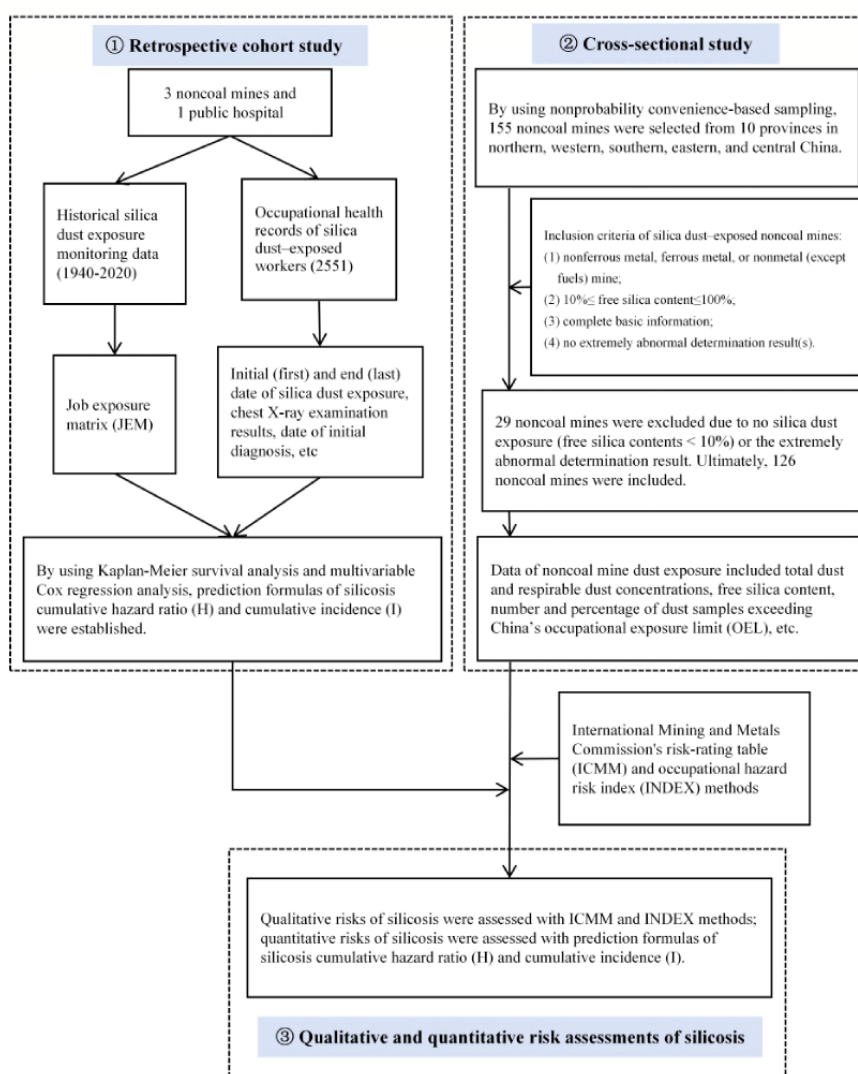 ① Retrospective cohort study
3 noncoal mines and
1 public hospital
Historical silica
dust exposure
monitoring data
(1940-2020)
Occupational health
records of silica
dust–exposed
workers (2551)
Job exposure
matrix (JEM)
Initial (first) and end (last)
date of silica dust exposure,
chest X-ray examination
results, date of initial
diagnosis, etc
By using Kaplan-Meier survival analysis and multivariable
Cox regression analysis, prediction formulas of silicosis
cumulative hazard ratio (H) and cumulative incidence (I)
were established.
② Cross-sectional study
By using nonprobability convenience-based sampling,
155 noncoal mines were selected from 10 provinces in
northern, western, southern, eastern, and central China.
Inclusion criteria of silica dust–exposed noncoal mines:
(1) nonferrous metal, ferrous metal, or nonmetal (except
fuels) mine;
(2) 10%≤ free silica content≤100%;
(3) complete basic information;
(4) no extremely abnormal determination result(s).
29 noncoal mines were excluded due to no silica dust
exposure (free silica contents < 10%) or the extremely
abnormal determination result. Ultimately, 126
noncoal mines were included.
Data of noncoal mine dust exposure included total dust
and respirable dust concentrations, free silica content,
number and percentage of dust samples exceeding
China's occupational exposure limit (OEL), etc.
International Mining and Metals
Commission's risk-rating table
(ICMM) and occupational hazard
risk index (INDEX) methods
Qualitative risks of silicosis were assessed with ICMM and INDEX methods;
quantitative risks of silicosis were assessed with prediction formulas of
silicosis cumulative hazard ratio (H) and cumulative incidence (I).
③ Qualitative and quantitative risk assessments of silicosis